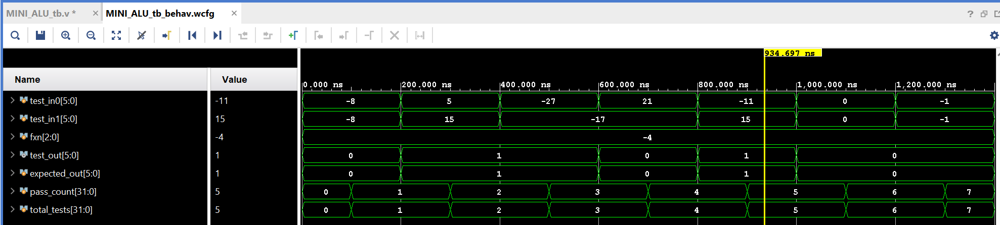 MINI_ALU_tb.v * × MINI_ALU_tb_behav.wcfg × ?
934.697 ns
Name Value
0.000 ns 200.000 ns 400.000 ns 600.000 ns 800.000 ns 1,000.000 ns 1,200.000 ns
test_in0[5:0] -11 -8 5 -27 21 -11 0 -1
test_in1[5:0] 15 -8 15 -17 15 0 -1
fxn[2:0] -4 -4
test_out[5:0] 1 0 1 0 1 0
expected_out[5:0] 1 0 1 0 1 0
pass_count[31:0] 5 0 1 2 3 4 5 6 7
total_tests[31:0] 5 0 1 2 3 4 5 6 7